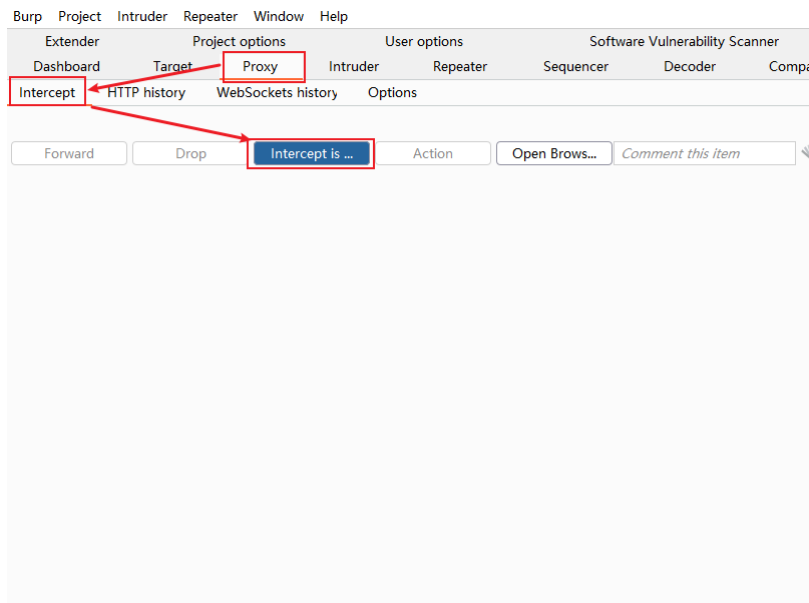 Burp Project Intruder Repeater Window Help
Extender Project options User options Software Vulnerability Scanner
Dashboard Target Proxy Intruder Repeater Sequencer Decoder Compa
Intercept HTTP history WebSockets history Options
Forward Drop Intercept is ... Action Open Brows... Comment this item